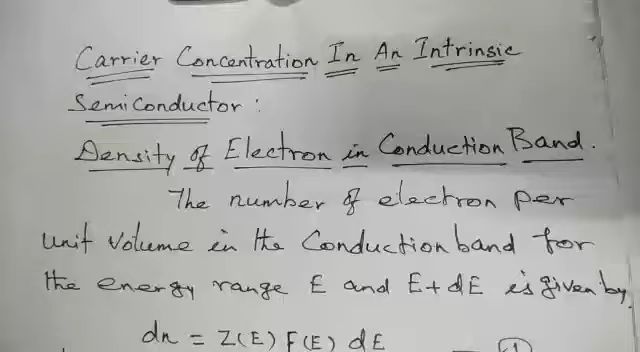 Carrier Concentration In An Intrinsic
Semiconductor :
Density of Electron in Conduction Band.
The number of electron per
unit volume in the Conduction band for
the energy range E and E+dE is given by
dn = Z(E) F(E) dE — (1)